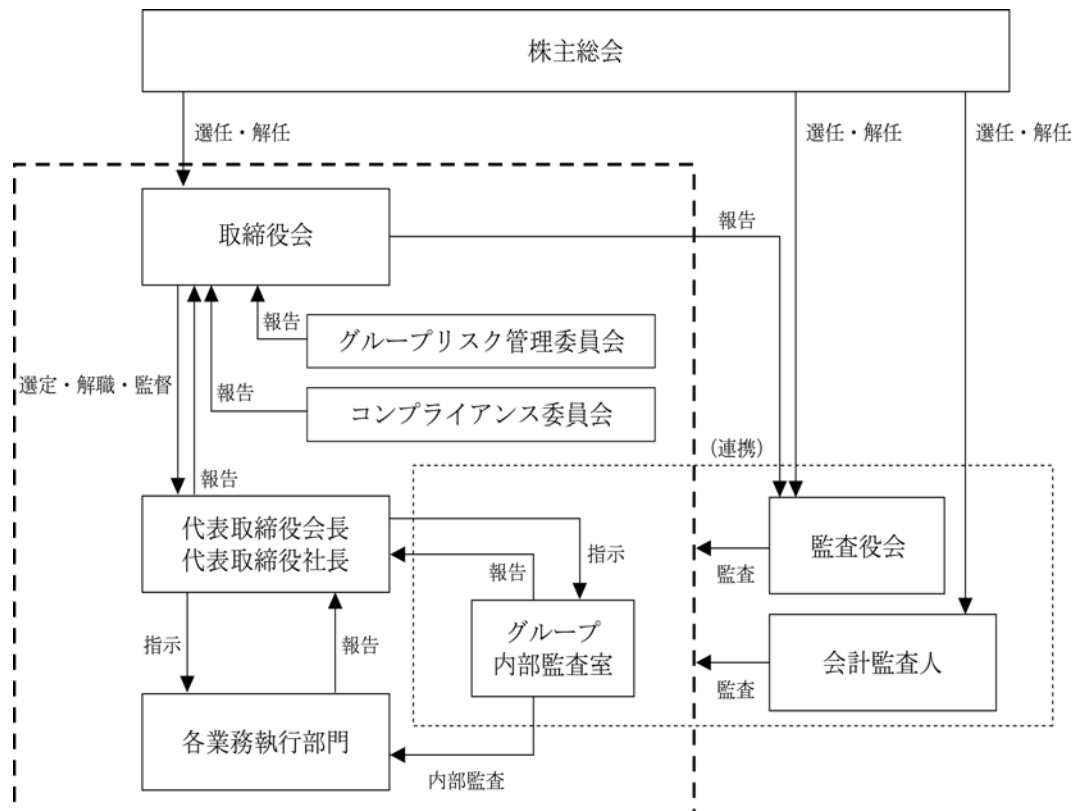 株主総会
選任・解任
選任・解任
選任・解任
取締役会
報告
報告
グループリスク管理委員会
選定・解職・監督
報告
コンプライアンス委員会
(連携)
報告
代表取締役会長
代表取締役社長
指示
報告
監査役会
監査
グループ
内部監査室
指示
報告
会計監査人
監査
各業務執行部門
内部監査